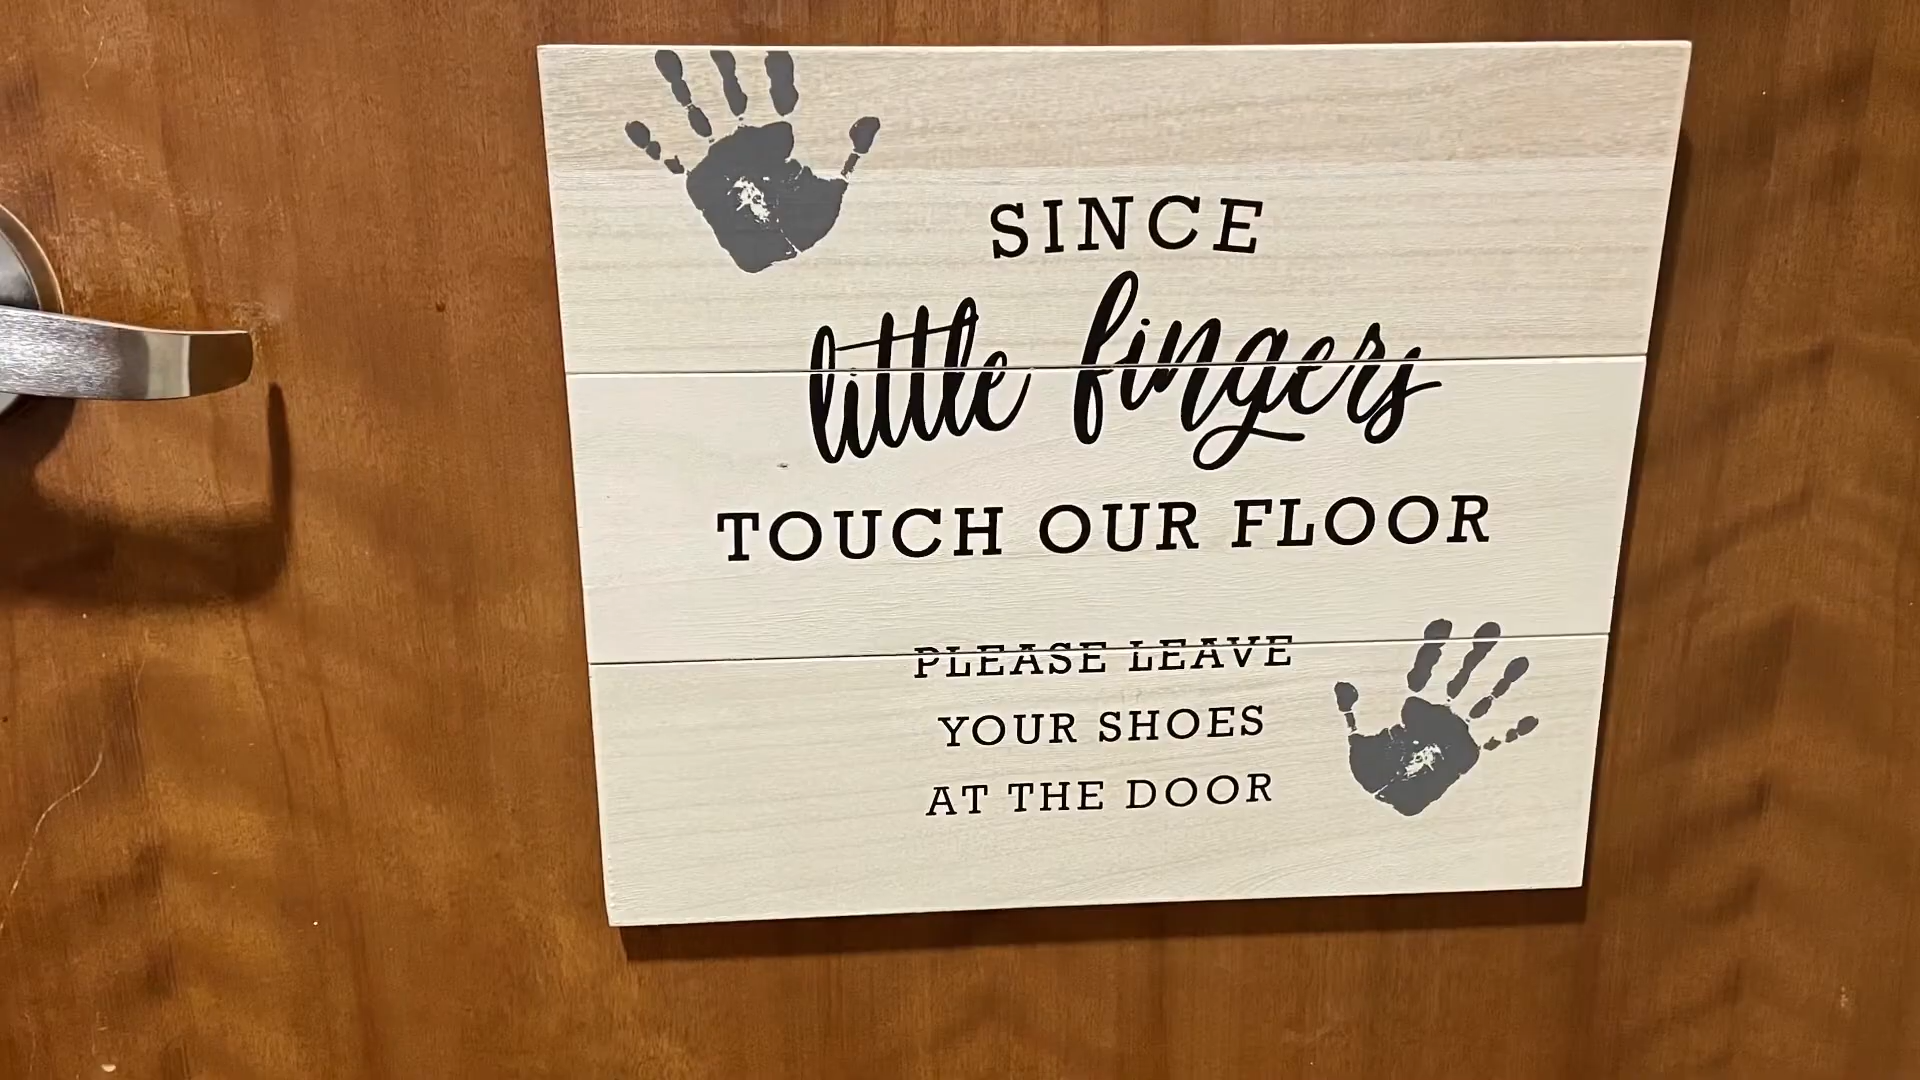 SINCE
little fingers
TOUCH OUR FLOOR
PLEASE LEAVE
YOUR SHOES
AT THE DOOR